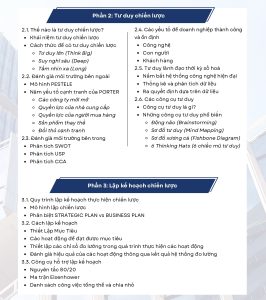 Phần 2: Tư duy chiến lược
2.1. Thế nào là tư duy chiến lược?
• Khái niệm tư duy chiến lược
• Cách thức để có tư duy chiến lược
○ Tư duy lớn (Think Big)
○ Suy nghĩ sâu (Deep)
○ Tầm nhìn xa (Long)
2.2. Đánh giá môi trường bên ngoài
• Mô hình PESTELE
• Năm yếu tố cạnh tranh của PORTER
○ Các công ty mới mở
○ Quyền lực của nhà cung cấp
○ Quyền lực của người mua hàng
○ Sản phẩm thay thế
○ Đối thủ cạnh tranh
2.3. Đánh giá môi trường bên trong
• Phân tích SWOT
• Phân tích USP
• Phân tích CCA
2.4. Các yếu tố để doanh nghiệp thành công
và ổn định
• Công nghệ
• Con người
• Khách hàng
2.5. Tư duy lãnh đạo thời kỳ số hoá
• Nắm bắt hệ thống công nghệ hiện đại
• Thống kê và phân tích dữ liệu
• Ra quyết định dựa trên dữ liệu
2.6. Các công cụ tư duy
• Công cụ tư duy là gì?
• Những công cụ tư duy phổ biến
○ Động não (Brainstorming)
○ Sơ đồ tư duy (Mind Mapping)
○ Sơ đồ xương cá (Fishbone Diagram)
○ 6 Thinking Hats (6 chiếc mũ tư duy)
Phần 3: Lập kế hoạch chiến lược
3.1. Quy trình lập kế hoạch thực hiện chiến lược
• Mô hình lập chiến lược
• Phân biệt STRATEGIC PLAN vs BUSINESS PLAN
3.2. Cách lập kế hoạch
• Thiết Lập Mục Tiêu
• Các hoạt động để đạt được mục tiêu
• Thiết lập các chỉ số đo lường trong quá trình thực hiện các hoạt động
• Đánh giá hiệu quả của các hoạt động thông qua kết quả hệ thống đo lường
3.3. Công cụ hỗ trợ lập kế hoạch
• Nguyên tắc 80/20
• Ma trận Eisenhower
• Danh sách công việc tổng thể và chia nhỏ